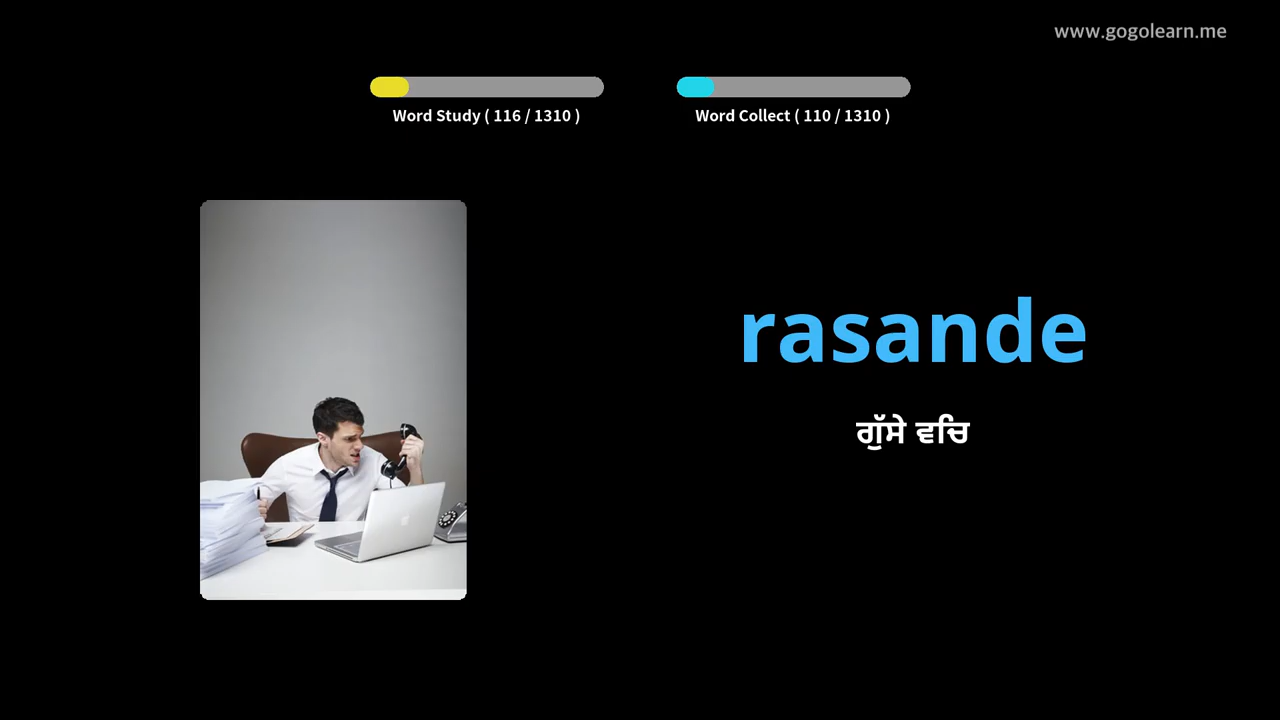 www.gogolearn.me
Word Study ( 116 / 1310 )
Word Collect ( 110 / 1310 )
rasande
ਗੁੱਸੇ ਵਿਚ